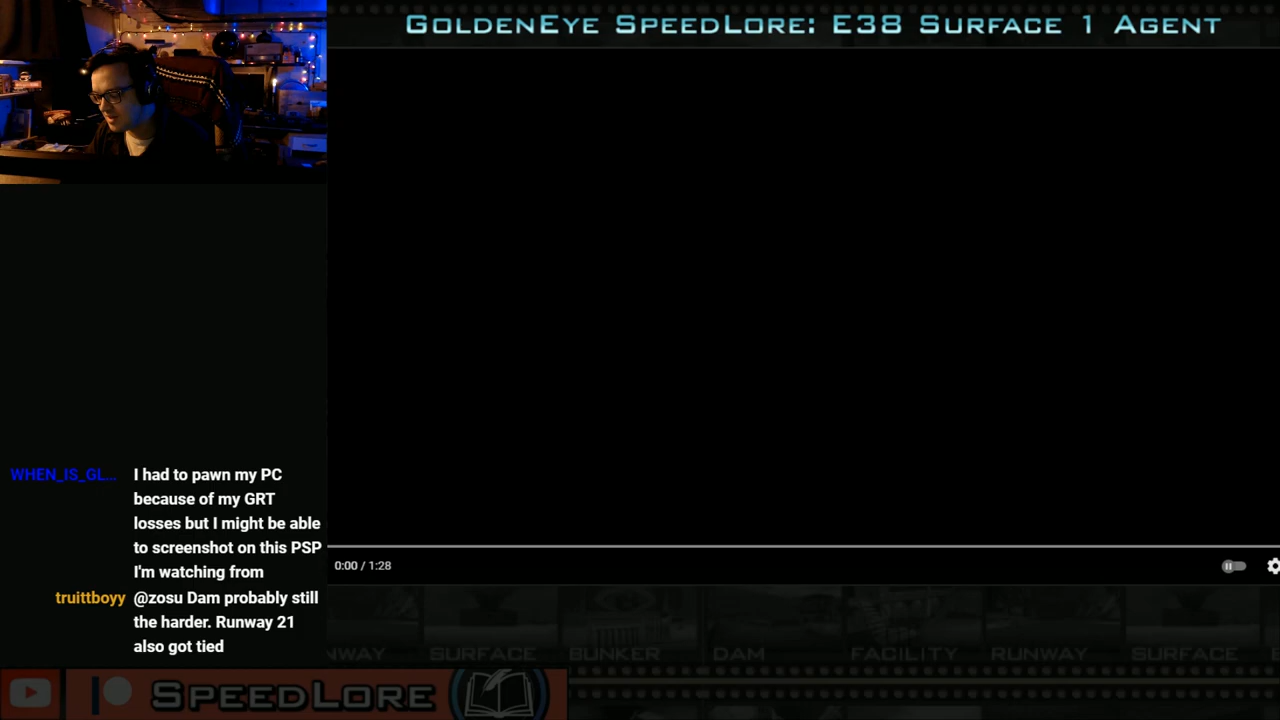 GoldenEye SpeedLore: E38 Surface 1 Agent
WHEN_IS_GL... I had to pawn my PC
because of my GRT
losses but I might be able
to screenshot on this PSP
I'm watching from
truittboyy @zosu Dam probably still
the harder. Runway 21
also got tied
0:00 / 1:28
NWAY SURFACE BUNKER DAM FACILITY RUNWAY SURFACE
SpeedLore